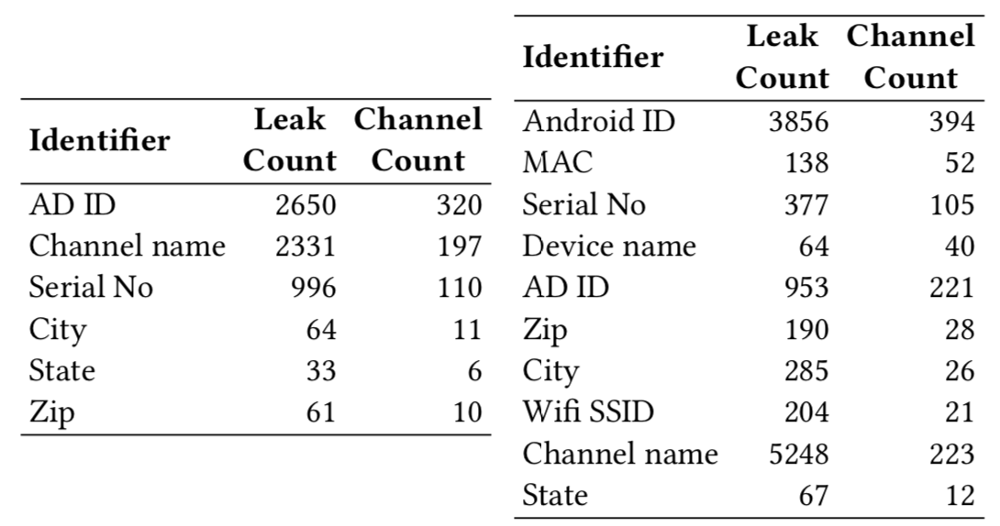 Identifier Leak Count Channel Count
AD ID 2650 320
Channel name 2331 197
Serial No 996 110
City 64 11
State 33 6
Zip 61 10
Identifier Leak Count Channel Count
Android ID 3856 394
MAC 138 52
Serial No 377 105
Device name 64 40
AD ID 953 221
Zip 190 28
City 285 26
Wifi SSID 204 21
Channel name 5248 223
State 67 12